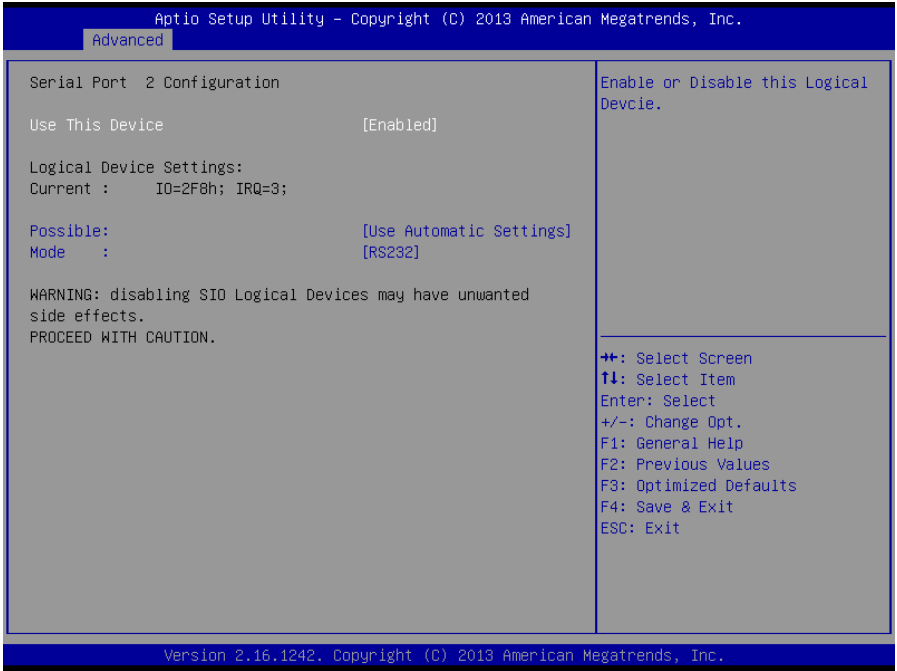 Aptio Setup Utility – Copyright (C) 2013 American Megatrends, Inc.
Advanced
Serial Port 2 Configuration
Use This Device [Enabled]
Logical Device Settings:
Current : IO=2F8h; IRQ=3;
Possible: [Use Automatic Settings]
Mode : [RS232]
WARNING: disabling SIO Logical Devices may have unwanted
side effects.
PROCEED WITH CAUTION.
Enable or Disable this Logical
Devcie.
→←: Select Screen
↑↓: Select Item
Enter: Select
+/-: Change Opt.
F1: General Help
F2: Previous Values
F3: Optimized Defaults
F4: Save & Exit
ESC: Exit
Version 2.16.1242. Copyright (C) 2013 American Megatrends, Inc.